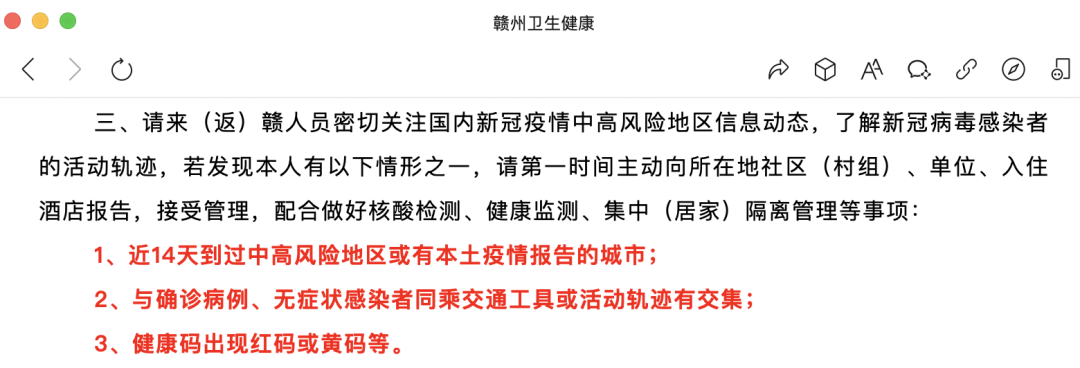 赣州卫生健康
三、请来（返）赣人员密切关注国内新冠疫情中高风险地区信息动态，了解新冠病毒感染者
的活动轨迹，若发现本人有以下情形之一，请第一时间主动向所在地社区（村组）、单位、入住
酒店报告，接受管理，配合做好核酸检测、健康监测、集中（居家）隔离管理等事项：
1、近14天到过中高风险地区或有本土疫情报告的城市；
2、与确诊病例、无症状感染者同乘交通工具或活动轨迹有交集；
3、健康码出现红码或黄码等。